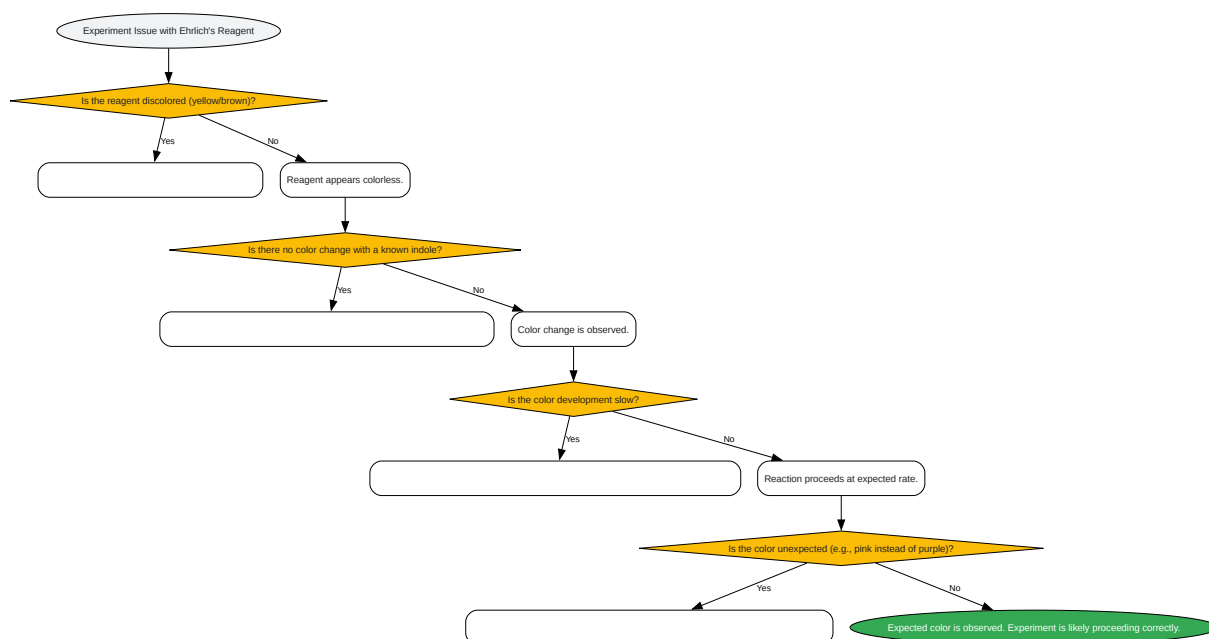 Experiment Issue with Ehrlich's Reagent
Is the reagent discolored (yellow/brown)?
Yes
No
Reagent appears colorless.
Is there no color change with a known indole?
Yes
No
Color change is observed.
Is the color development slow?
Yes
No
Reaction proceeds at expected rate.
Is the color unexpected (e.g., pink instead of purple)?
Yes
No
Expected color is observed. Experiment is likely proceeding correctly.